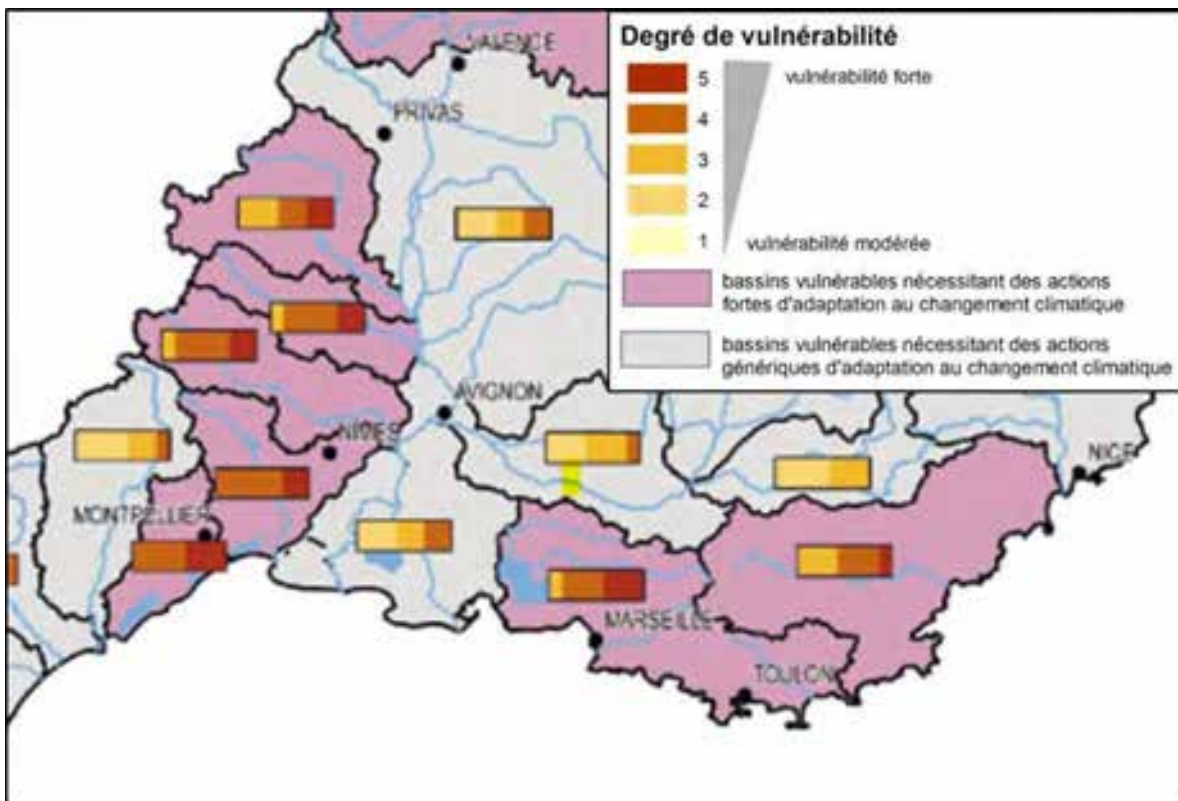 Degré de vulnérabilité
5
vulnérabilité forte
4
3
2
1
vulnérabilité modérée
bassins vulnérables nécessitant des actions
fortes d'adaptation au changement climatique
bassins vulnérables nécessitant des actions
génériques d'adaptation au changement climatique
VALENCE
PRIVAS
AVIGNON
NIMES
NICE
MONTPELLIER
MARSEILLE
TOULON